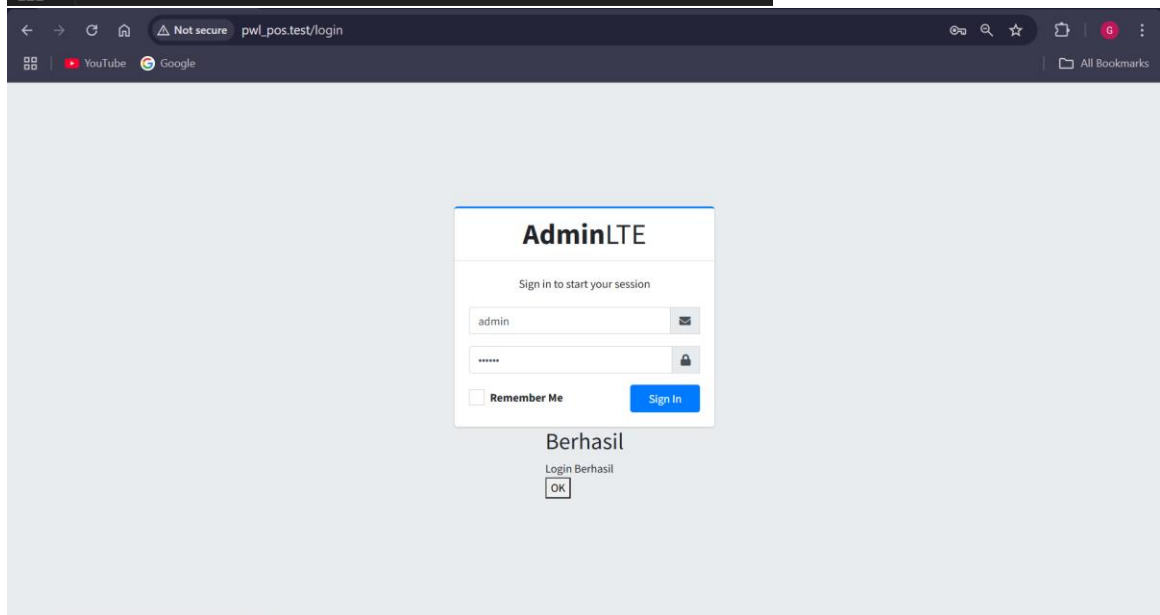 Not secure pwl_pos.test/login G
YouTube Google All Bookmarks
AdminLTE
Sign in to start your session
admin
Remember Me Sign In
Berhasil
Login Berhasil
OK